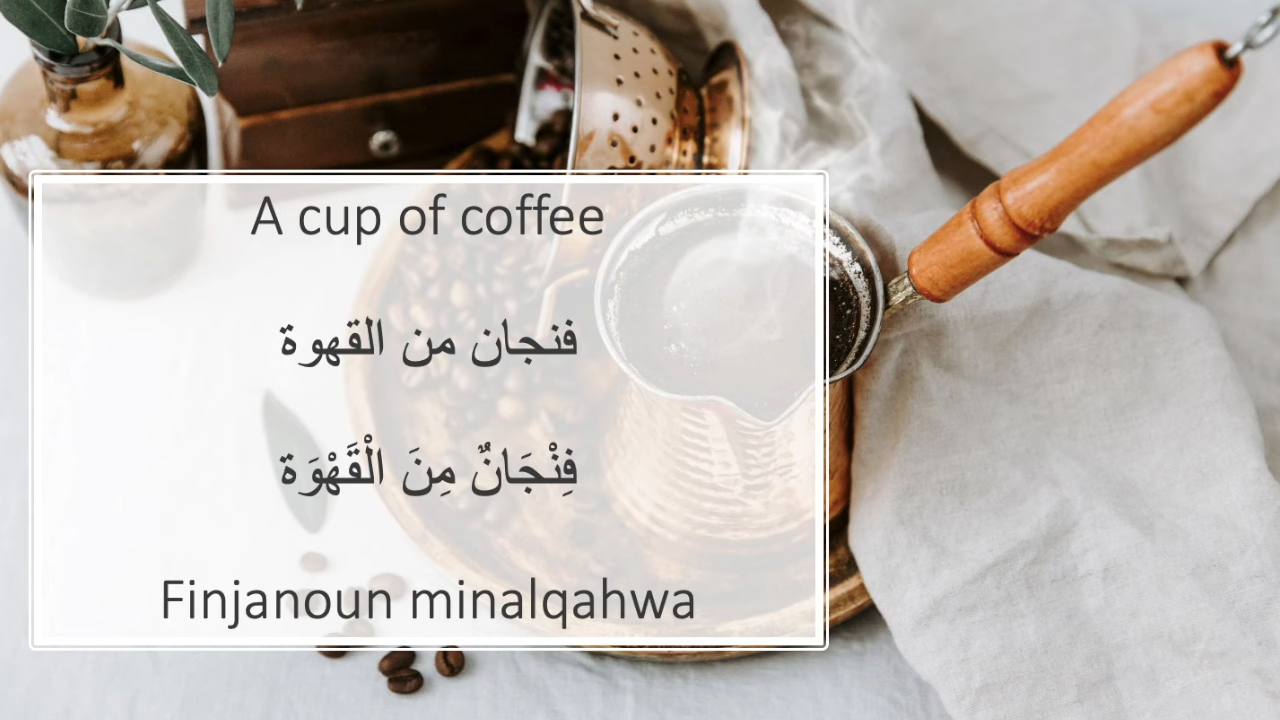 A cup of coffee
فنجان من القهوة
فِنْجَانٌ مِنَ الْقَهْوَة
Finjanoun minalqahwa